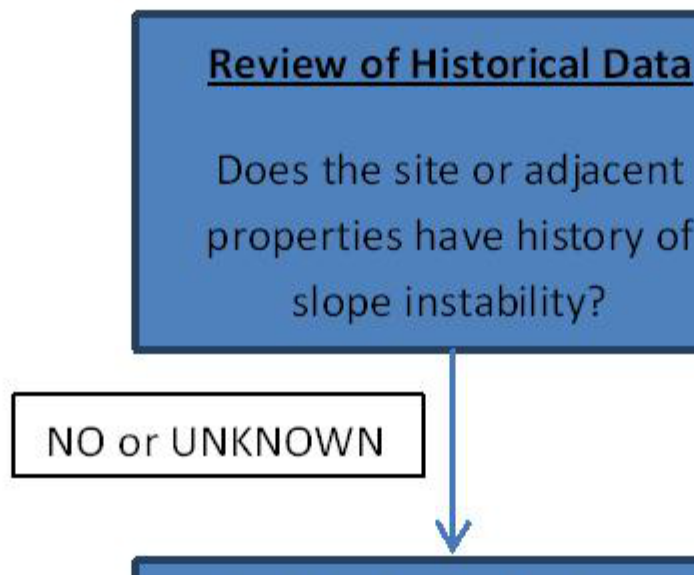 Review of Historical Data
Does the site or adjacent
properties have history of
slope instability?
NO or UNKNOWN